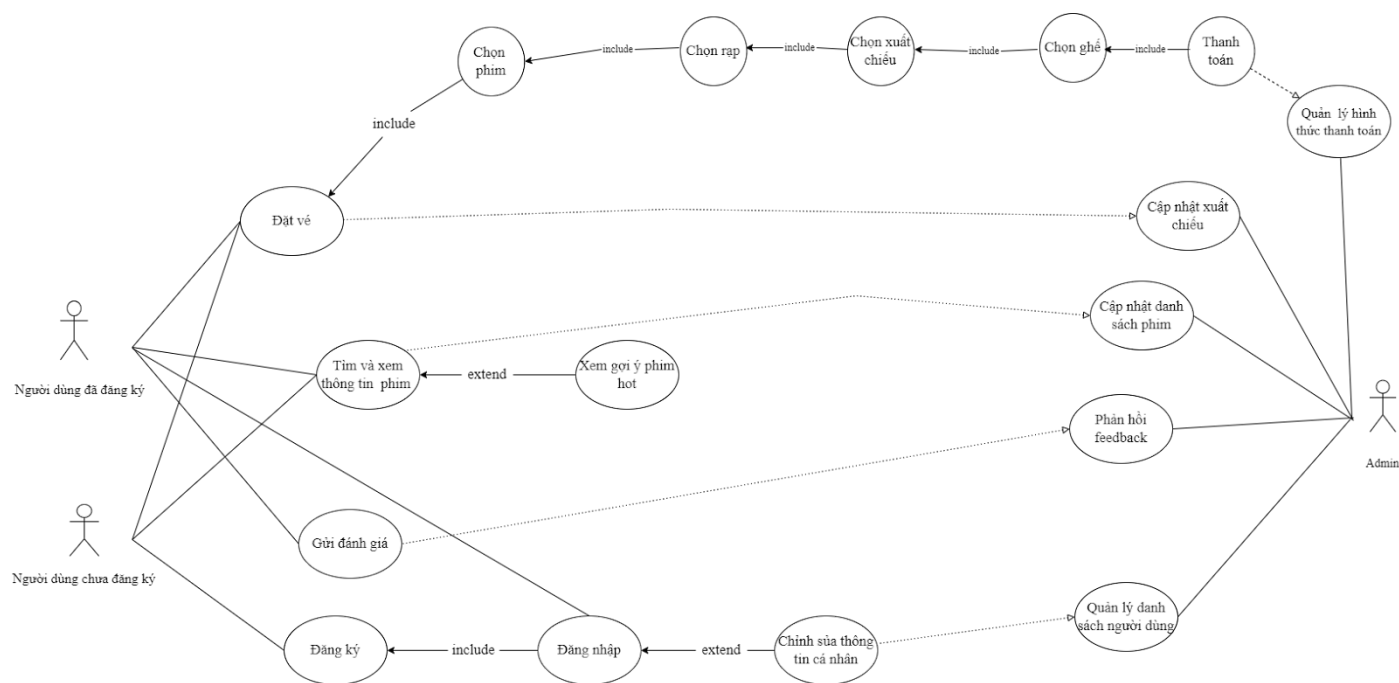 Chọn
phim
include
Chọn rạp
include
Chọn xuất
chiếu
include
Chọn ghế
include
Thanh
toán
Quản lý hình
thức thanh toán
include
Đặt vé
Cập nhật xuất
chiếu
Cập nhật danh
sách phim
Người dùng đã đăng ký
Tìm và xem
thông tin phim
extend
Xem gợi ý phim
hot
Phản hồi
feedback
Admin
Người dùng chưa đăng ký
Gửi đánh giá
Quản lý danh
sách người dùng
Đăng ký
include
Đăng nhập
extend
Chỉnh sửa thông
tin cá nhân